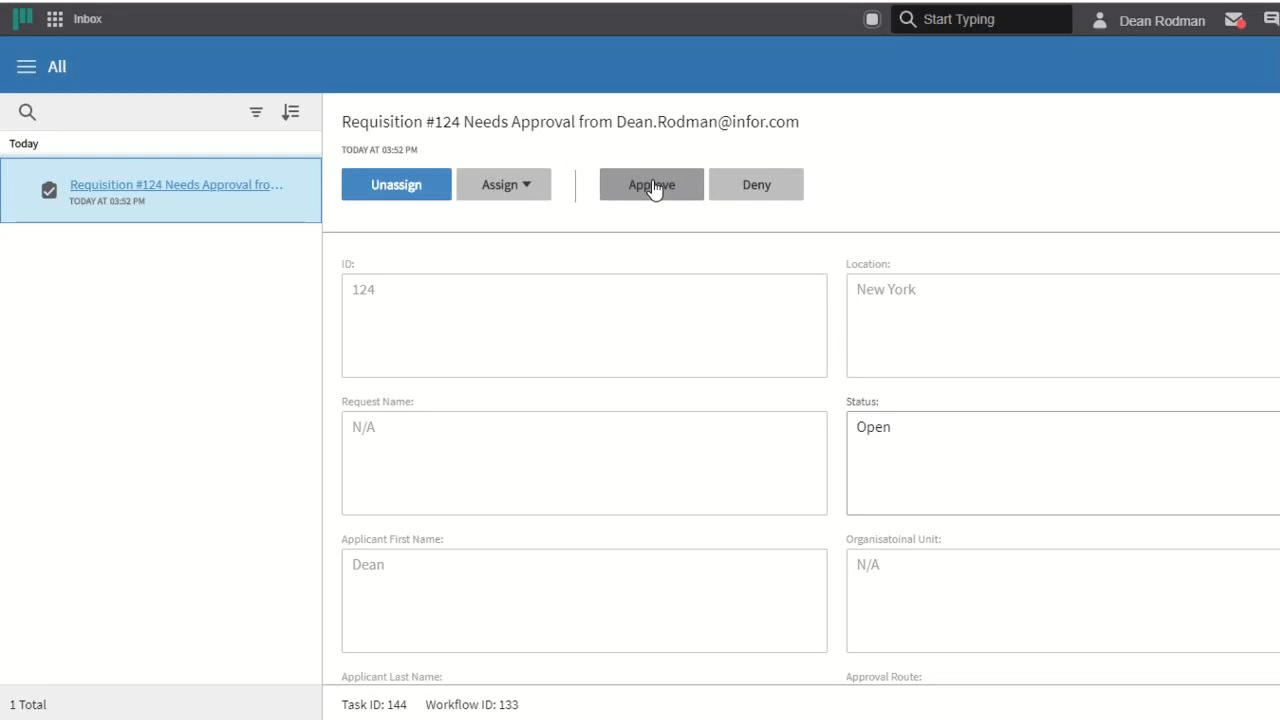 Inbox
Start Typing
Dean Rodman
All
Today
Requisition #124 Needs Approval fro...
TODAY AT 03:52 PM
Requisition #124 Needs Approval from Dean.Rodman@infor.com
TODAY AT 03:52 PM
Unassign
Assign
Approve
Deny
ID:
124
Location:
New York
Request Name:
N/A
Status:
Open
Applicant First Name:
Dean
Organisatoinal Unit:
N/A
Applicant Last Name:
Approval Route:
1 Total
Task ID: 144
Workflow ID: 133